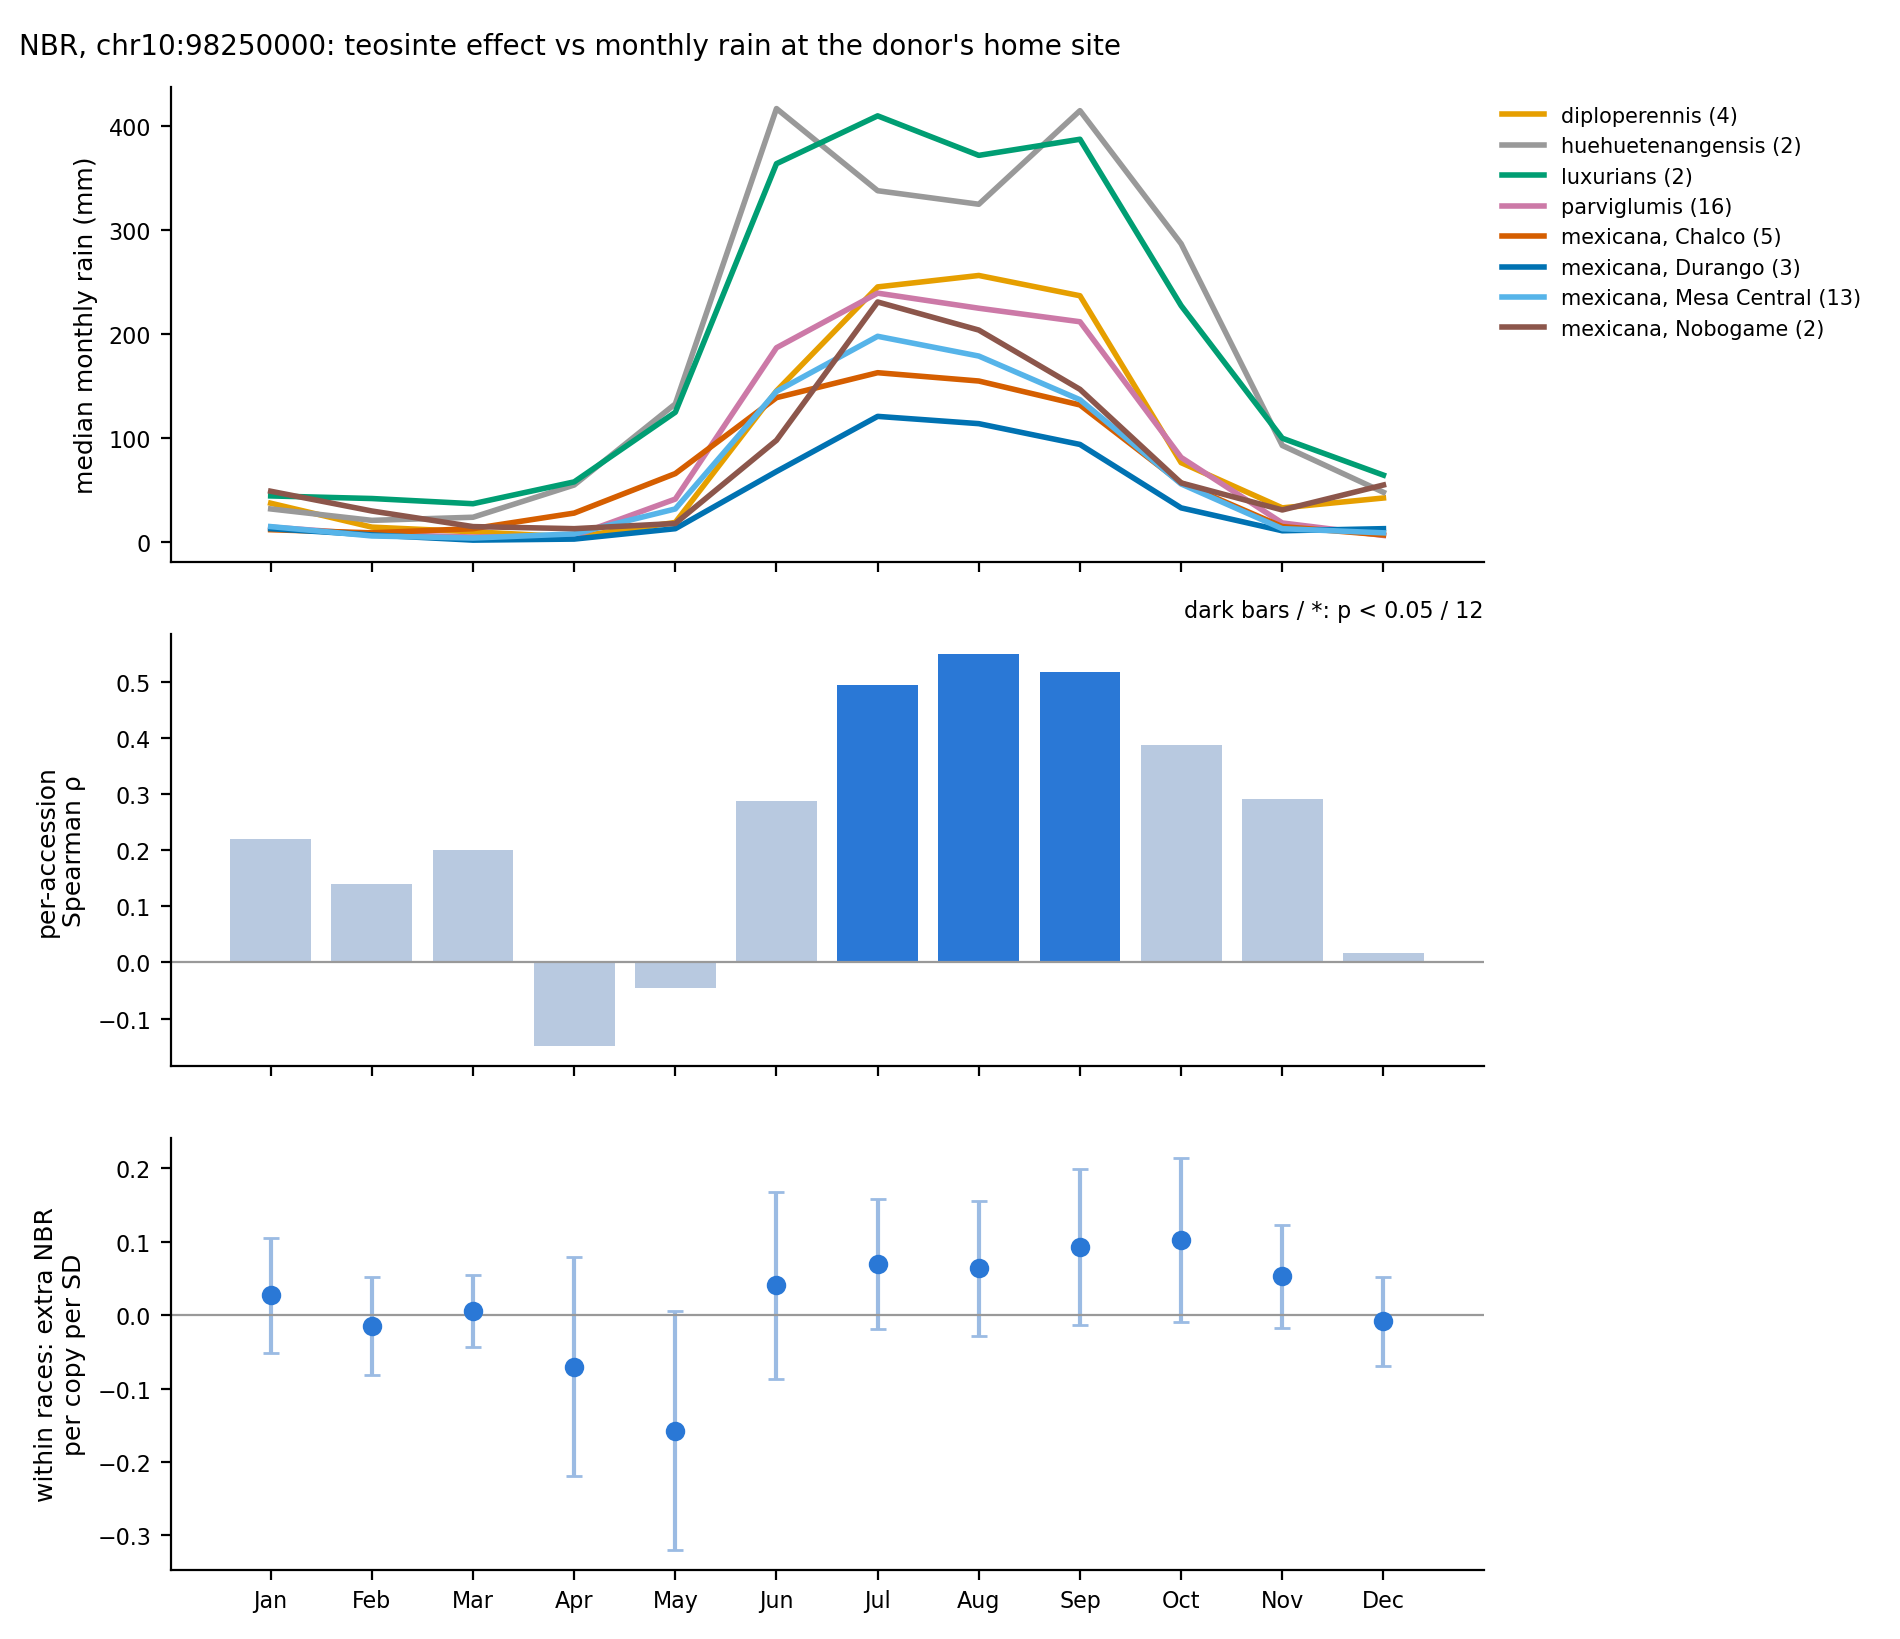 NBR, chr10:98250000: teosinte effect vs monthly rain at the donor's home site
median monthly rain (mm)
400
300
200
100
0
diploperennis (4)
huehuetenangensis (2)
luxurians (2)
parviglumis (16)
mexicana, Chalco (5)
mexicana, Durango (3)
mexicana, Mesa Central (13)
mexicana, Nobogame (2)
dark bars / *: p < 0.05 / 12
per-accession
Spearman ρ
0.5
0.4
0.3
0.2
0.1
0.0
−0.1
within races: extra NBR
per copy per SD
0.2
0.1
0.0
−0.1
−0.2
−0.3
Jan Feb Mar Apr May Jun Jul Aug Sep Oct Nov Dec